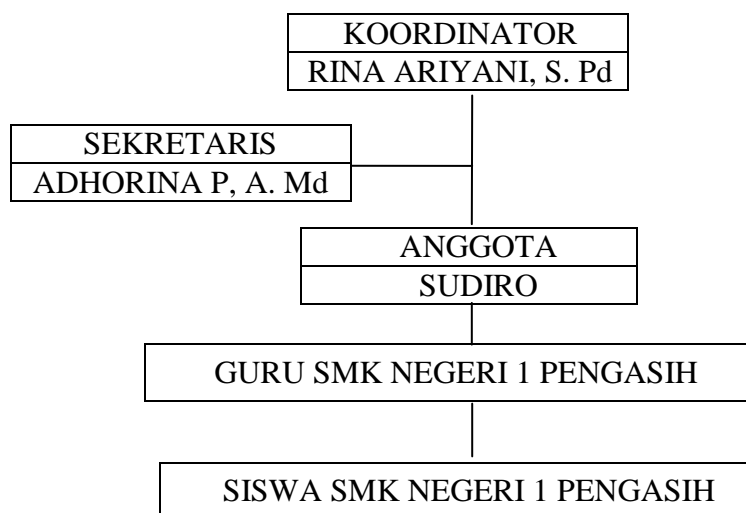 KOORDINATOR
RINA ARIYANI, S. Pd
SEKRETARIS
ADHORINA P, A. Md
ANGGOTA
SUDIRO
GURU SMK NEGERI 1 PENGASIH
SISWA SMK NEGERI 1 PENGASIH